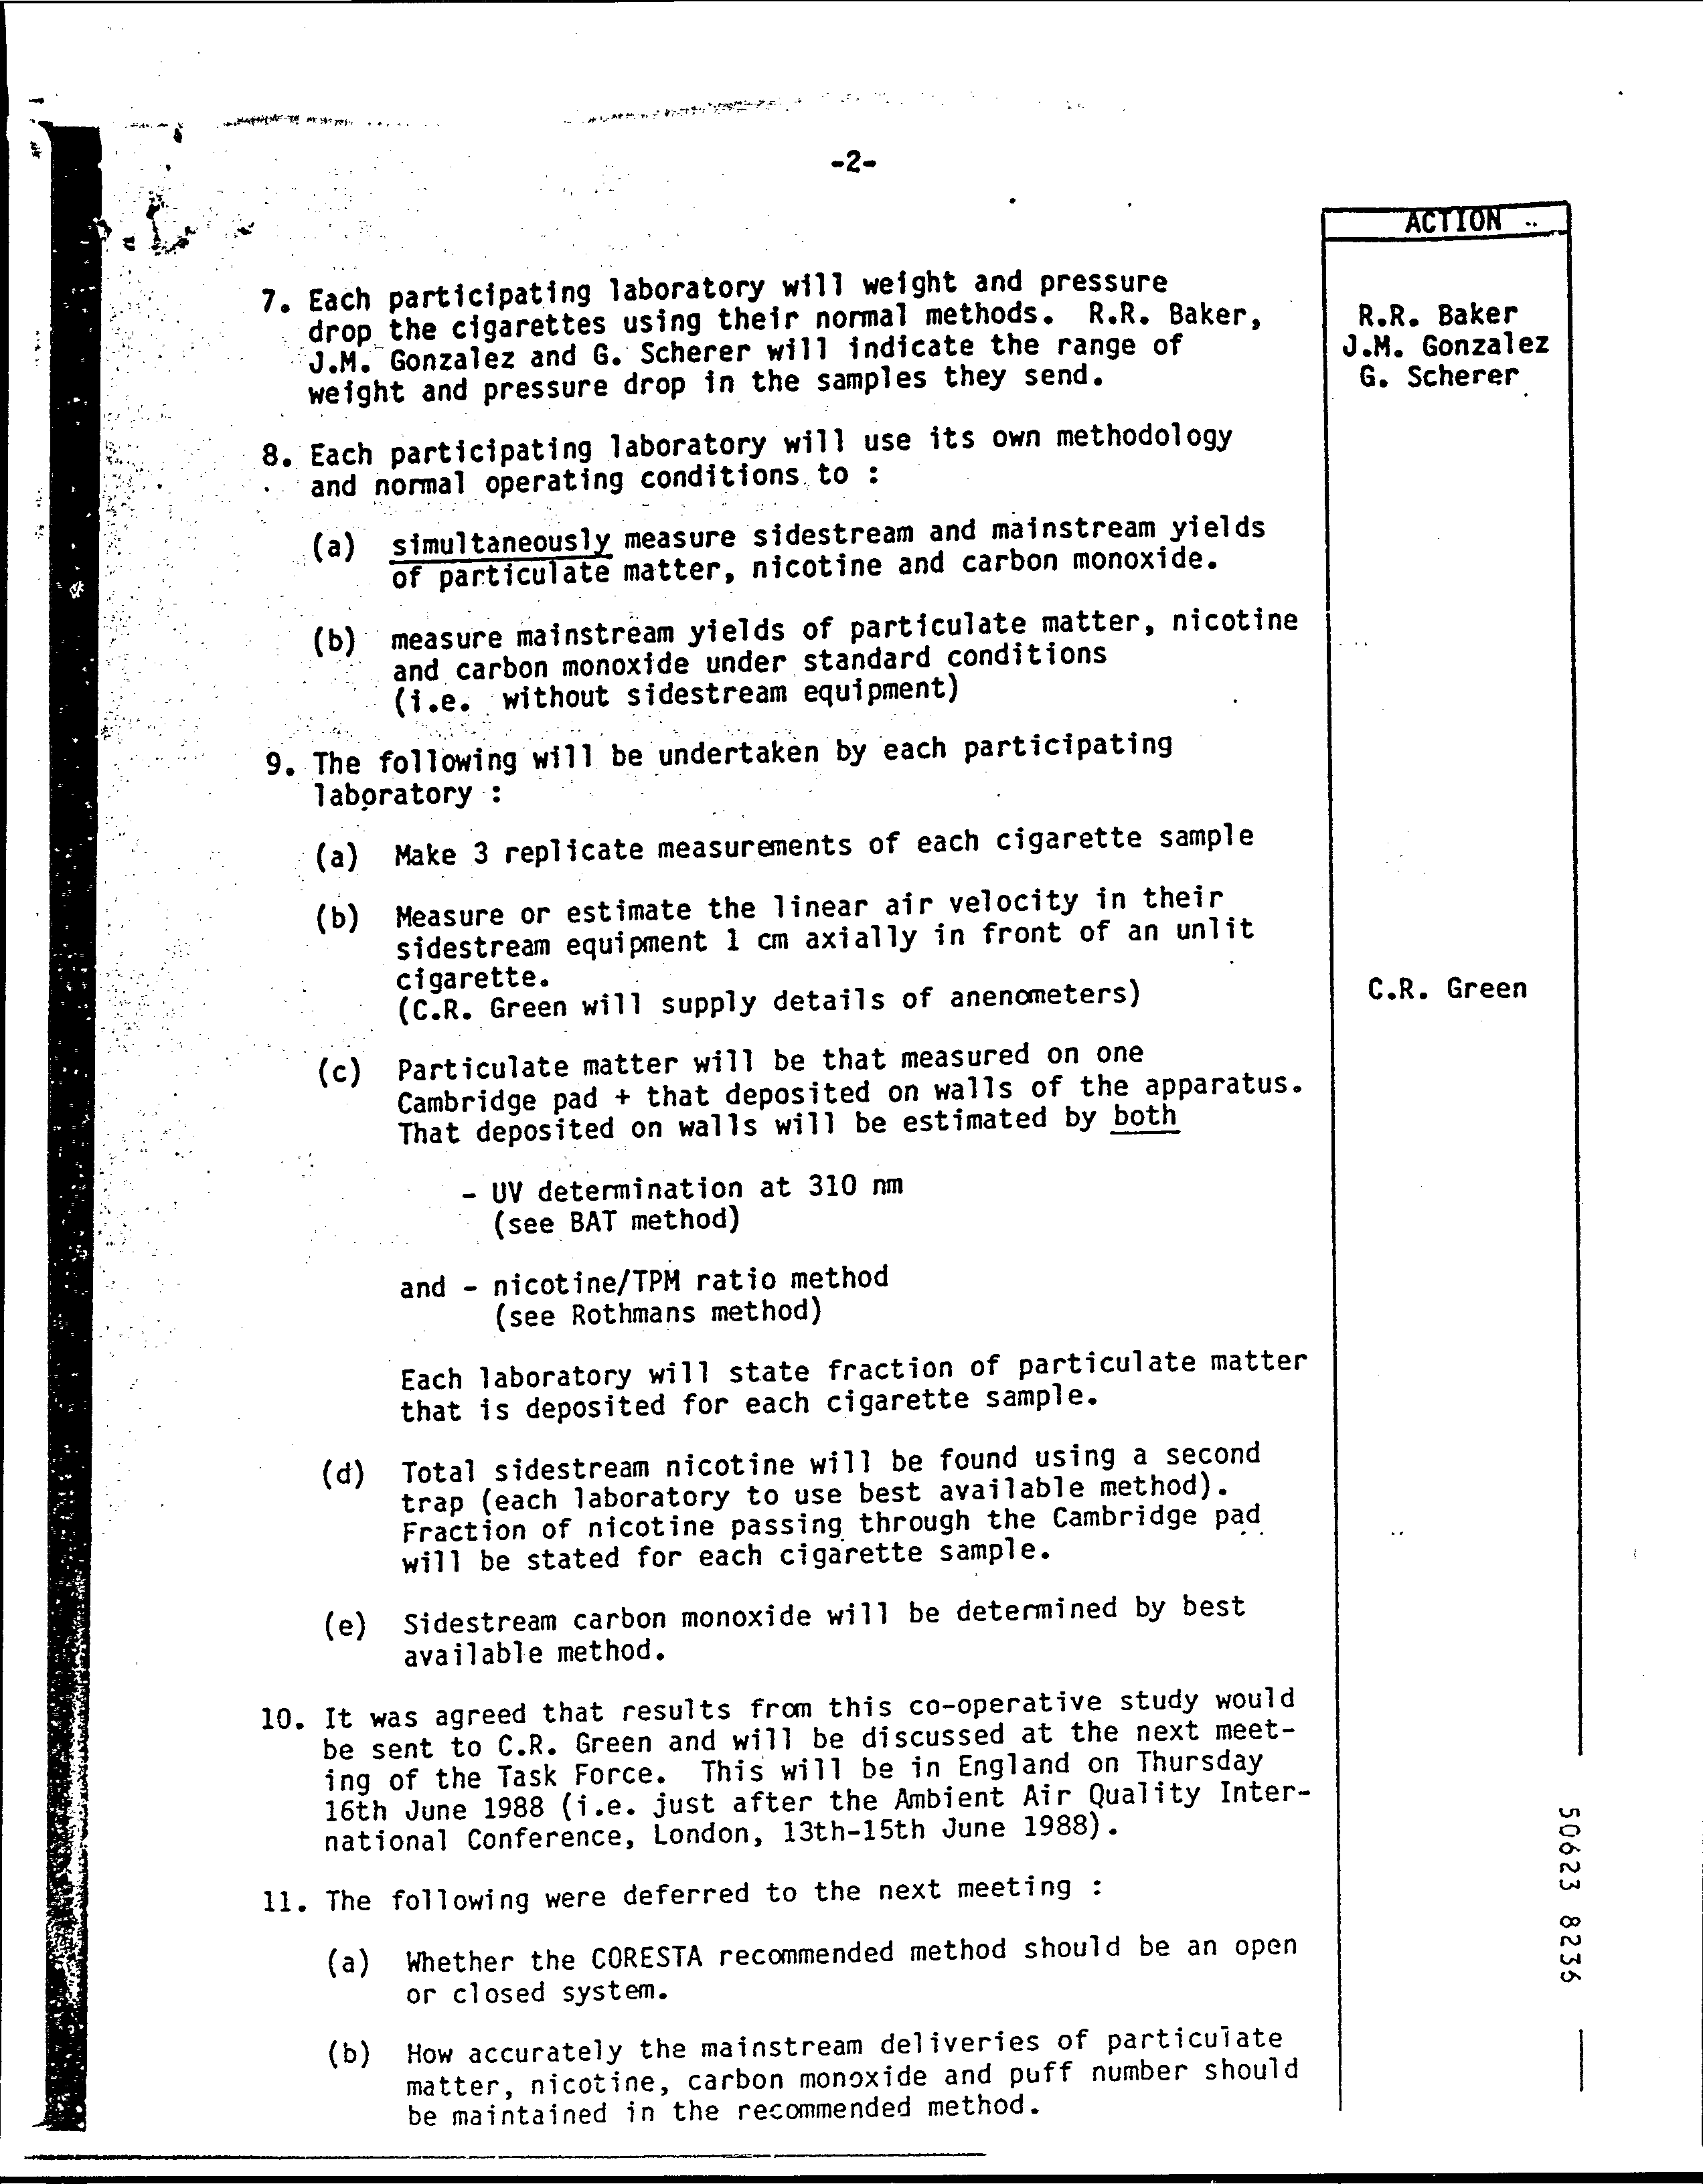 -2-
ACTION
7. Each participating laboratory will weight and pressure
drop the cigarettes using their normal methods. R.R. Baker,
J.M. Gonzalez and G. Scherer will indicate the range of
weight and pressure drop in the samples they send.
R.R. Baker
J.M. Gonzalez
G. Scherer
8. Each participating laboratory will use its own methodology
and normal operating conditions to :
(a) simultaneously measure sidestream and mainstream yields
of particulate matter, nicotine and carbon monoxide.
(b) measure mainstream yields of particulate matter, nicotine
and carbon monoxide under standard conditions
(i.e. without sidestream equipment)
9. The following will be undertaken by each participating
laboratory :
(a) Make 3 replicate measurements of each cigarette sample
(b) Measure or estimate the linear air velocity in their
sidestream equipment 1 cm axially in front of an unlit
cigarette.
(C.R. Green will supply details of anenometers)
C.R. Green
(c) Particulate matter will be that measured on one
Cambridge pad + that deposited on walls of the apparatus.
That deposited on walls will be estimated by both
- UV determination at 310 nm
(see BAT method)
and - nicotine/TPM ratio method
(see Rothmans method)
Each laboratory will state fraction of particulate matter
that is deposited for each cigarette sample.
(d) Total sidestream nicotine will be found using a second
trap (each laboratory to use best available method).
Fraction of nicotine passing through the Cambridge pad
will be stated for each cigarette sample.
(e) Sidestream carbon monoxide will be determined by best
available method.
10. It was agreed that results from this co-operative study would
be sent to C.R. Green and will be discussed at the next meet-
ing of the Task Force. This will be in England on Thursday
16th June 1988 (i.e. just after the Ambient Air Quality Inter-
national Conference, London, 13th-15th June 1988).
11. The following were deferred to the next meeting :
(a) Whether the CORESTA recommended method should be an open
or closed system.
(b) How accurately the mainstream deliveries of particulate
matter, nicotine, carbon monoxide and puff number should
be maintained in the recommended method.
50623 8236